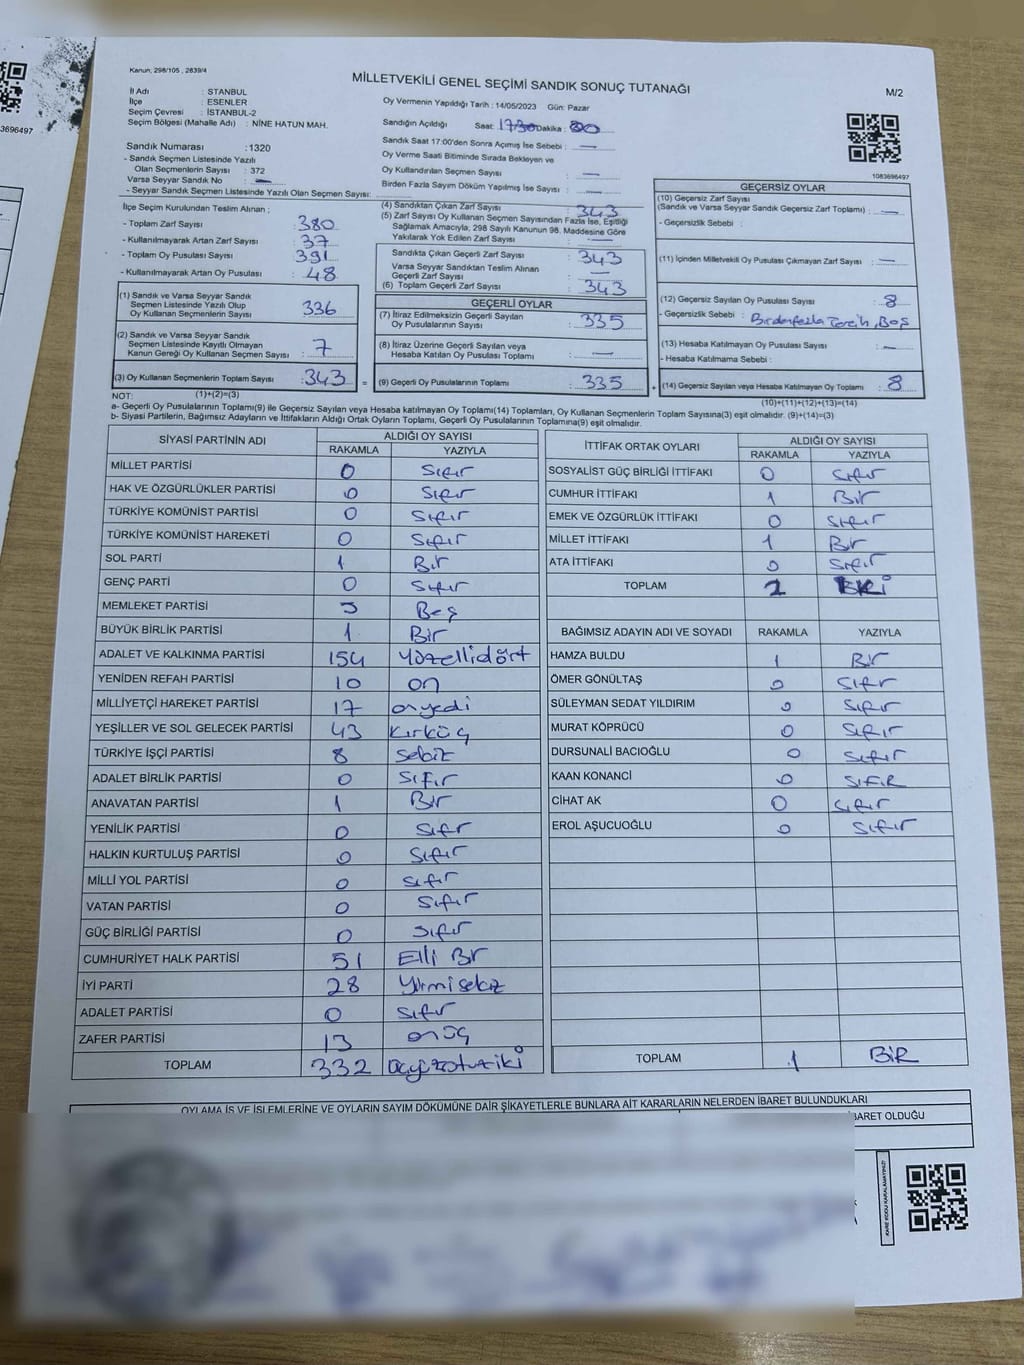 Kanun; 298/105 , 2839/4
MİLLETVEKİLİ GENEL SEÇİMİ SANDIK SONUÇ TUTANAĞI
M/2
İl Adı : STANBUL
İlçe : ESENLER
Seçim Çevresi : İSTANBUL-2
Seçim Bölgesi (Mahalle Adı) : NİNE HATUN MAH.
Oy Vermenin Yapıldığı Tarih : 14/05/2023 Gün: Pazar
Sandığın Açıldığı Saat: 17 Dakika :
Sandık Saat 17:00'den Sonra Açılmış İse Sebebi : —
Oy Verme Saati Bitiminde Sırada Bekleyen ve
Oy Kullandırılan Seçmen Sayısı : —
Birden Fazla Sayım Döküm Yapılmış İse Sayısı : —
Sandık Numarası :1320
- Sandık Seçmen Listesinde Yazılı
Olan Seçmenlerin Sayısı : 372
Varsa Seyyar Sandık No : —
- Seyyar Sandık Seçmen Listesinde Yazılı Olan Seçmen Sayısı:
3696497
1083696497
İlçe Seçim Kurulundan Teslim Alınan ;
- Toplam Zarf Sayısı : 380
- Kullanılmayarak Artan Zarf Sayısı : 37
- Toplam Oy Pusulası Sayısı : 391
- Kullanılmayarak Artan Oy Pusulası : 48
(1) Sandık ve Varsa Seyyar Sandık
Seçmen Listesinde Yazılı Olup
Oy Kullanan Seçmenlerin Sayısı : 336
(2) Sandık ve Varsa Seyyar Sandık
Seçmen Listesinde Kayıtlı Olmayan
Kanun Gereği Oy Kullanan Seçmen Sayısı : 7
(3) Oy Kullanan Seçmenlerin Toplam Sayısı : 343
(1)+(2)=(3)
(4) Sandıktan Çıkan Zarf Sayısı : 343
(5) Zarf Sayısı Oy Kullanan Seçmen Sayısından Fazla İse, Eşitliği
Sağlamak Amacıyla, 298 Sayılı Kanunun 98. Maddesine Göre
Yakılarak Yok Edilen Zarf Sayısı : —
Sandıkta Çıkan Geçerli Zarf Sayısı : 343
Varsa Seyyar Sandıktan Teslim Alınan
Geçerli Zarf Sayısı : —
(6) Toplam Geçerli Zarf Sayısı : 343
GEÇERLİ OYLAR
(7) İtiraz Edilmeksizin Geçerli Sayılan
Oy Pusulalarının Sayısı : 335
(8) İtiraz Üzerine Geçerli Sayılan veya
Hesaba Katılan Oy Pusulası Toplamı : —
= (9) Geçerli Oy Pusulalarının Toplamı : 335 +
GEÇERSİZ OYLAR
(10) Geçersiz Zarf Sayısı
(Sandık ve Varsa Seyyar Sandık Geçersiz Zarf Toplamı) : —
- Geçersizlik Sebebi :
(11) İçinden Milletvekili Oy Pusulası Çıkmayan Zarf Sayısı : —
(12) Geçersiz Sayılan Oy Pusulası Sayısı : 8
- Geçersizlik Sebebi : Birdenfazla Tercih, Boş
(13) Hesaba Katılmayan Oy Pusulası Sayısı : —
- Hesaba Katılmama Sebebi :
(14) Geçersiz Sayılan veya Hesaba Katılmayan Oy Toplamı : 8
(10)+(11)+(12)+(13)=(14)
NOT:
a- Geçerli Oy Pusulalarının Toplamı(9) ile Geçersiz Sayılan veya Hesaba katılmayan Oy Toplamı(14) Toplamları, Oy Kullanan Seçmenlerin Toplam Sayısına(3) eşit olmalıdır. (9)+(14)=(3)
b- Siyasi Partilerin, Bağımsız Adayların ve İttifakların Aldığı Ortak Oyların Toplamı, Geçerli Oy Pusulalarının Toplamına(9) eşit olmalıdır.
SİYASİ PARTİNİN ADI ALDIĞI OY SAYISI
RAKAMLA YAZIYLA
MİLLET PARTİSİ 0 Sıfır
HAK VE ÖZGÜRLÜKLER PARTİSİ 0 Sıfır
TÜRKİYE KOMÜNİST PARTİSİ 0 Sıfır
TÜRKİYE KOMÜNİST HAREKETİ 0 Sıfır
SOL PARTİ 1 Bir
GENÇ PARTİ 0 Sıfır
MEMLEKET PARTİSİ 5 Beş
BÜYÜK BİRLİK PARTİSİ 1 Bir
ADALET VE KALKINMA PARTİSİ 154 Yüzellidört
YENİDEN REFAH PARTİSİ 10 on
MİLLİYETÇİ HAREKET PARTİSİ 17 onyedi
YEŞİLLER VE SOL GELECEK PARTİSİ 43 Kırküç
TÜRKİYE İŞÇİ PARTİSİ 8 Sekiz
ADALET BİRLİK PARTİSİ 0 Sıfır
ANAVATAN PARTİSİ 1 Bir
YENİLİK PARTİSİ 0 Sıfır
HALKIN KURTULUŞ PARTİSİ 0 Sıfır
MİLLİ YOL PARTİSİ 0 Sıfır
VATAN PARTİSİ 0 Sıfır
GÜÇ BİRLİĞİ PARTİSİ 0 Sıfır
CUMHURİYET HALK PARTİSİ 51 Elli Bir
İYİ PARTİ 28 Yirmisekiz
ADALET PARTİSİ 0 Sıfır
ZAFER PARTİSİ 13 onüç
TOPLAM 332 üçyüzotuziki
İTTİFAK ORTAK OYLARI ALDIĞI OY SAYISI
RAKAMLA YAZIYLA
SOSYALİST GÜÇ BİRLİĞİ İTTİFAKI 0 Sıfır
CUMHUR İTTİFAKI 1 Bir
EMEK VE ÖZGÜRLÜK İTTİFAKI 0 Sıfır
MİLLET İTTİFAKI 1 Bir
ATA İTTİFAKI 0 Sıfır
TOPLAM 2 İKİ
BAĞIMSIZ ADAYIN ADI VE SOYADI RAKAMLA YAZIYLA
HAMZA BULDU 1 Bir
ÖMER GÖNÜLTAŞ 0 Sıfır
SÜLEYMAN SEDAT YILDIRIM 0 Sıfır
MURAT KÖPRÜCÜ 0 Sıfır
DURSUNALİ BACIOĞLU 0 Sıfır
KAAN KONANCİ 0 SIFIR
CİHAT AK 0 Sıfır
EROL AŞUCUOĞLU 0 Sıfır
TOPLAM 1 BİR
OYLAMA İŞ VE İŞLEMLERİNE VE OYLARIN SAYIM DÖKÜMÜNE DAİR ŞİKAYETLERLE BUNLARA AİT KARARLARIN NELERDEN İBARET BULUNDUKLARI
İBARET OLDUĞU
KARE KODU KARALAMAYINIZ!